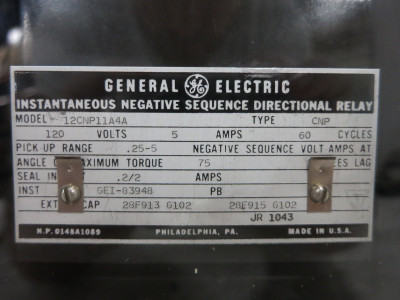 GENERAL GE ELECTRIC
INSTANTANEOUS NEGATIVE SEQUENCE DIRECTIONAL RELAY
MODEL 12CNP11A4A TYPE CNP
120 VOLTS 5 AMPS 60 CYCLES
PICK UP RANGE .25-5 NEGATIVE SEQUENCE VOLT AMPS AT
ANGLE MAXIMUM TORQUE 75 LAG
SEAL IN .2/2 AMPS
INST GEI-83948 PB
CAP 28F913 G102 28F915 G102
JR 1043
N.P. 0148A1089 PHILADELPHIA, PA. MADE IN U.S.A.